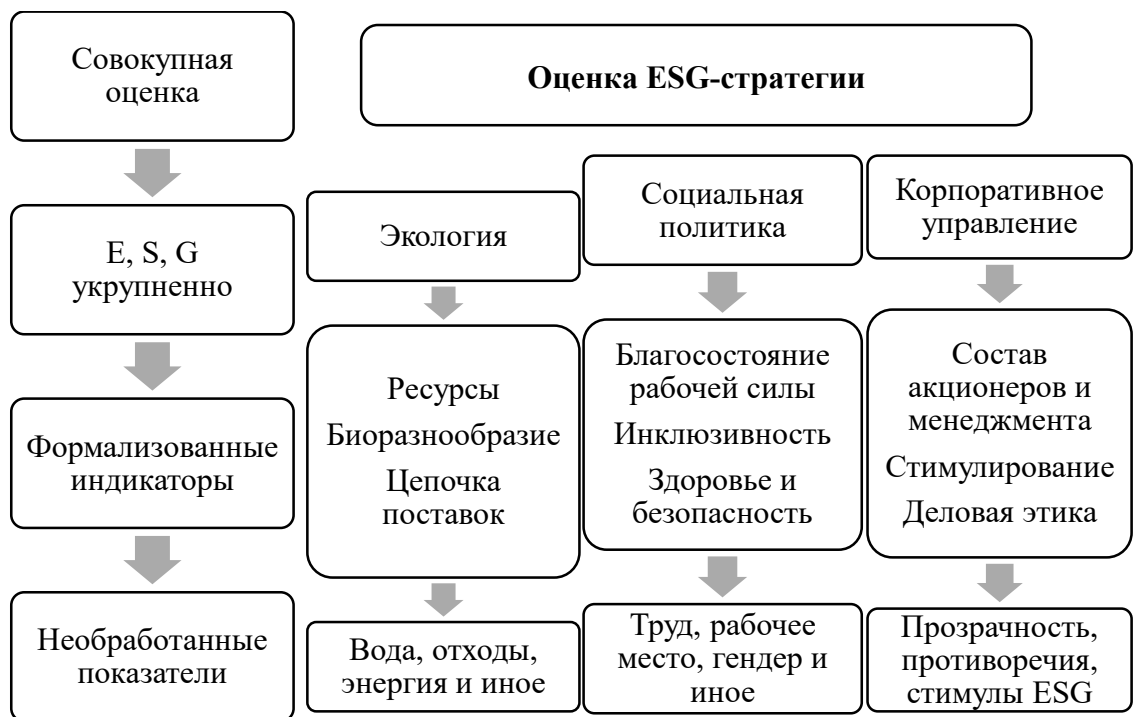 Совокупная
оценка
Оценка ESG-стратегии
E, S, G
укрупненно
Экология
Социальная
политика
Корпоративное
управление
Формализованные
индикаторы
Ресурсы
Биоразнообразие
Цепочка
поставок
Благосостояние
рабочей силы
Инклюзивность
Здоровье и
безопасность
Состав
акционеров и
менеджмента
Стимулирование
Деловая этика
Необработанные
показатели
Вода, отходы,
энергия и иное
Труд, рабочее
место, гендер и
иное
Прозрачность,
противоречия,
стимулы ESG